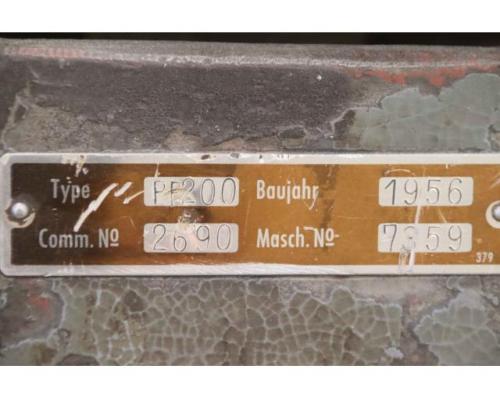 Type PF200 Baujahr 1956
Comm. No 2690 Masch. No 7359
379